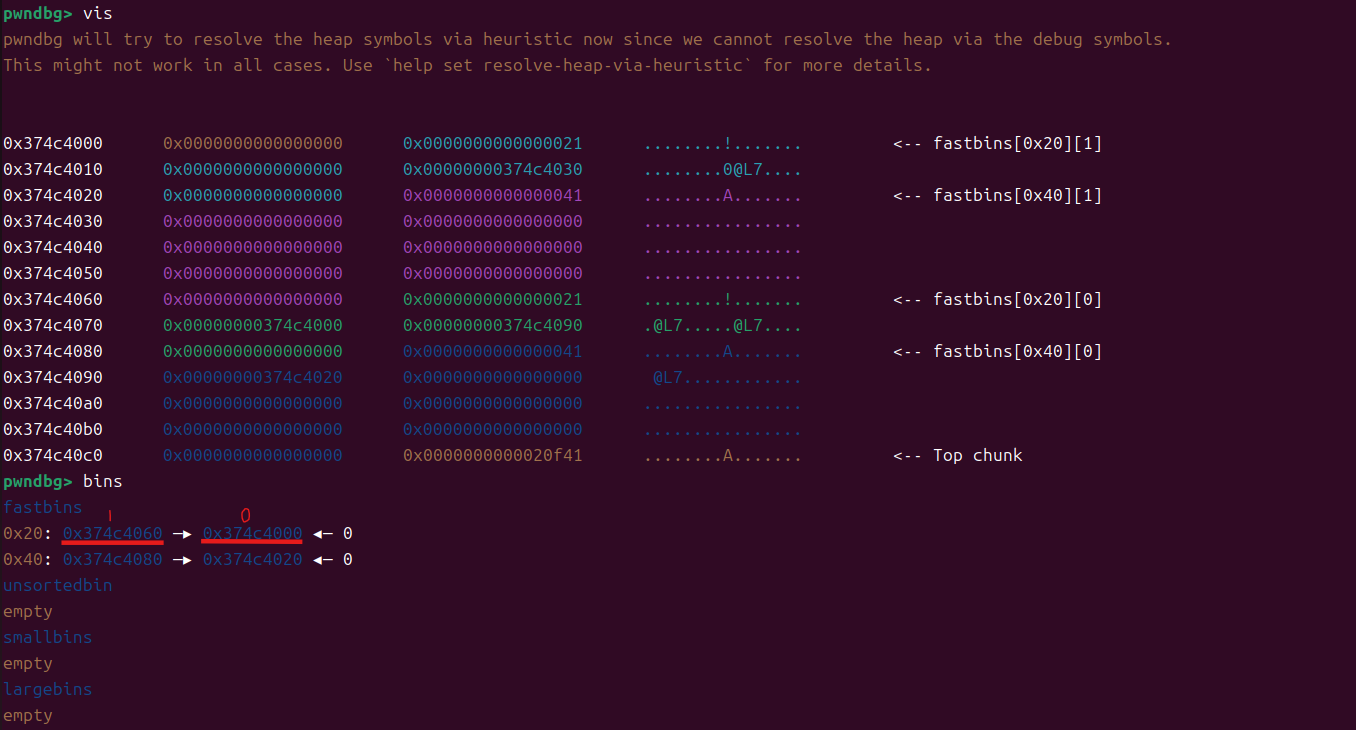 pwndbg> vis
pwndbg will try to resolve the heap symbols via heuristic now since we cannot resolve the heap via the debug symbols.
This might not work in all cases. Use `help set resolve-heap-via-heuristic` for more details.
0x374c4000 0x0000000000000000 0x0000000000000021 ........!....... <-- fastbins[0x20][1]
0x374c4010 0x0000000000000000 0x00000000374c4030 ........0@L7....
0x374c4020 0x0000000000000000 0x0000000000000041 ........A....... <-- fastbins[0x40][1]
0x374c4030 0x0000000000000000 0x0000000000000000 ................
0x374c4040 0x0000000000000000 0x0000000000000000 ................
0x374c4050 0x0000000000000000 0x0000000000000000 ................
0x374c4060 0x0000000000000000 0x0000000000000021 ........!....... <-- fastbins[0x20][0]
0x374c4070 0x00000000374c4000 0x00000000374c4090 .@L7.....@L7....
0x374c4080 0x0000000000000000 0x0000000000000041 ........A....... <-- fastbins[0x40][0]
0x374c4090 0x00000000374c4020 0x0000000000000000  @L7............
0x374c40a0 0x0000000000000000 0x0000000000000000 ................
0x374c40b0 0x0000000000000000 0x0000000000000000 ................
0x374c40c0 0x0000000000000000 0x0000000000020f41 ........A....... <-- Top chunk
pwndbg> bins
fastbins
1 0
0x20: 0x374c4060 —▸ 0x374c4000 ◂— 0
0x40: 0x374c4080 —▸ 0x374c4020 ◂— 0
unsortedbin
empty
smallbins
empty
largebins
empty